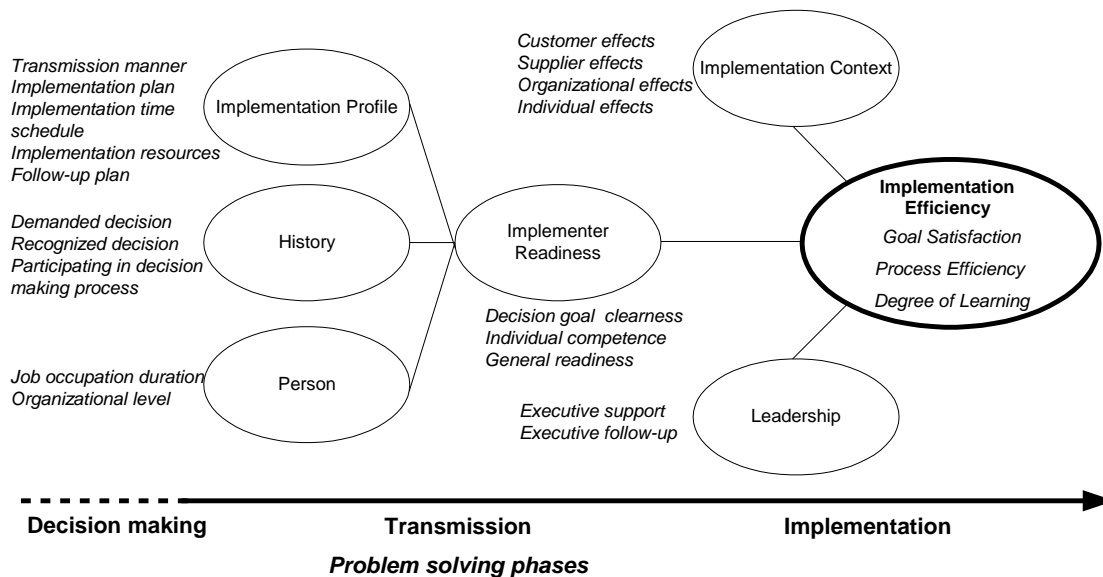 Transmission manner
Implementation plan
Implementation time
schedule
Implementation resources
Follow-up plan
Implementation Profile
Customer effects
Supplier effects
Organizational effects
Individual effects
Implementation Context
Demanded decision
Recognized decision
Participating in decision
making process
History
Implementer
Readiness
Decision goal clearness
Individual competence
General readiness
Implementation
Efficiency
Goal Satisfaction
Process Efficiency
Degree of Learning
Job occupation duration
Organizational level
Person
Executive support
Executive follow-up
Leadership
Decision making
Transmission
Implementation
Problem solving phases